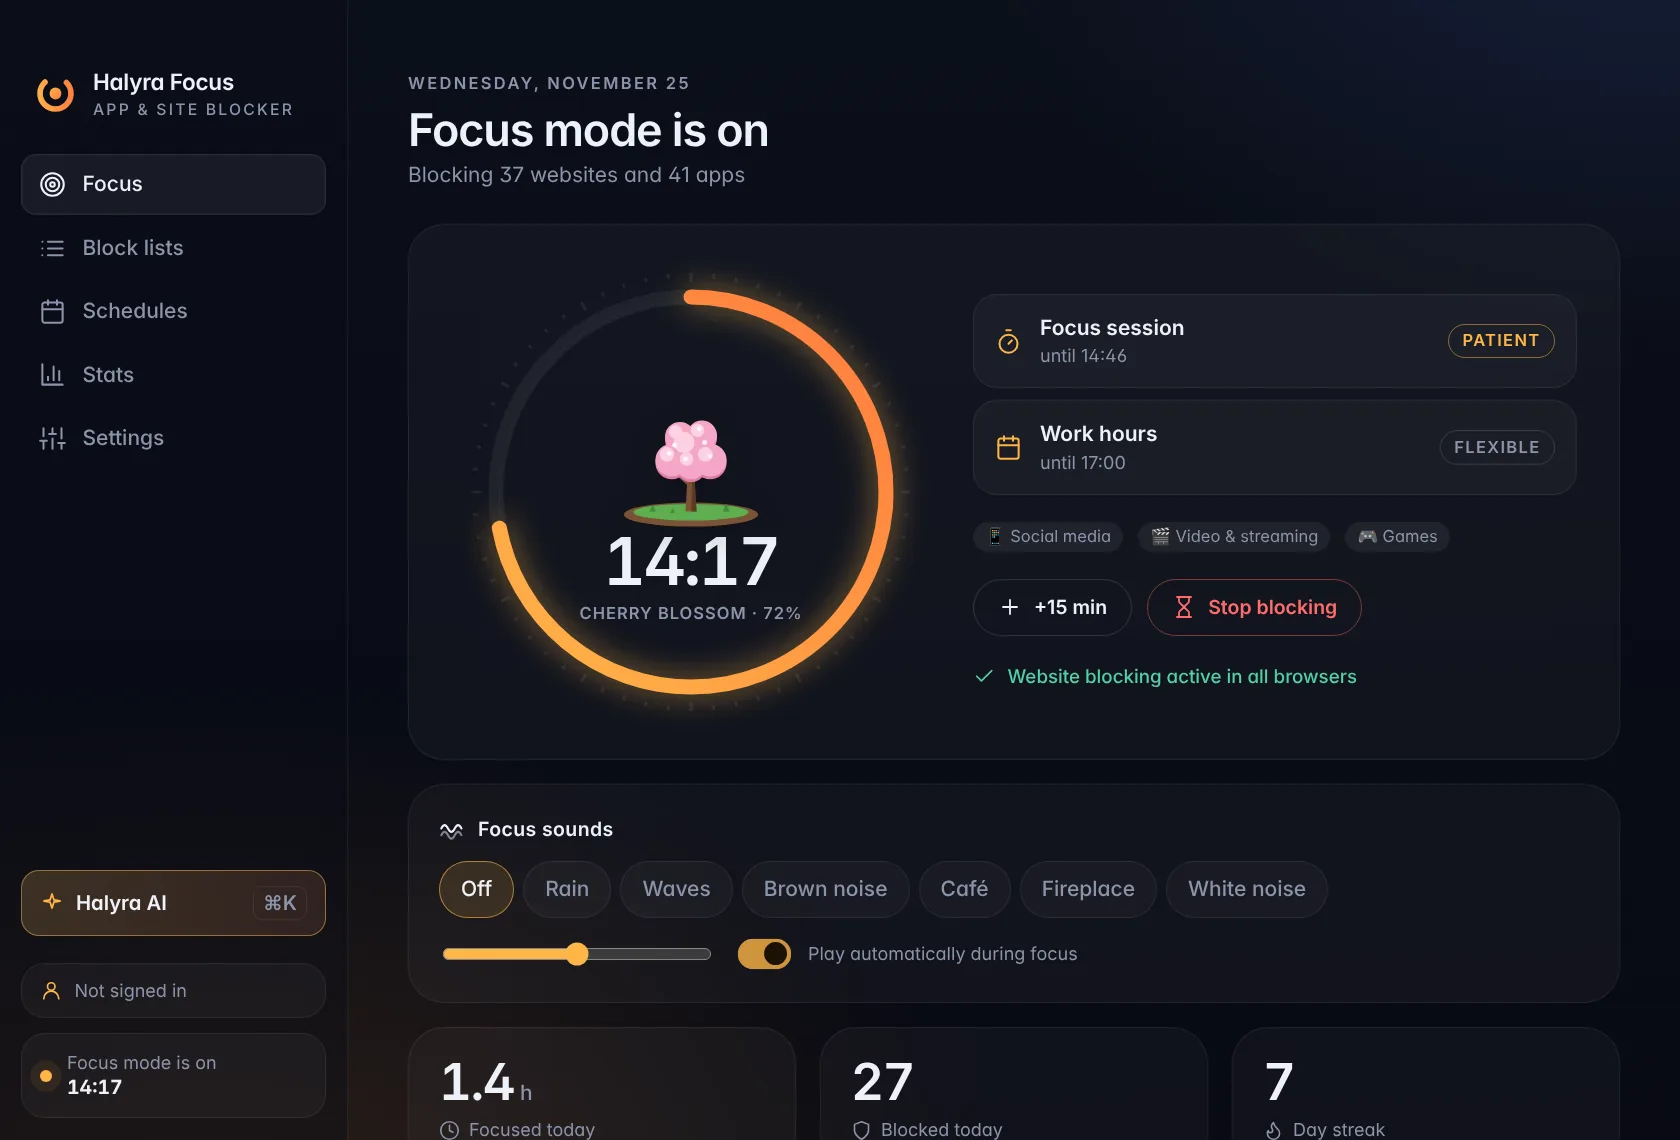 Halyra Focus
APP & SITE BLOCKER
Focus
Block lists
Schedules
Stats
Settings
Halyra AI ⌘K
Not signed in
Focus mode is on
14:17
WEDNESDAY, NOVEMBER 25
Focus mode is on
Blocking 37 websites and 41 apps
14:17
CHERRY BLOSSOM · 72%
Focus session
until 14:46
PATIENT
Work hours
until 17:00
FLEXIBLE
Social media Video & streaming Games
+15 min Stop blocking
Website blocking active in all browsers
Focus sounds
Off Rain Waves Brown noise Café Fireplace White noise
Play automatically during focus
1.4 h
Focused today
27
Blocked today
7
Day streak